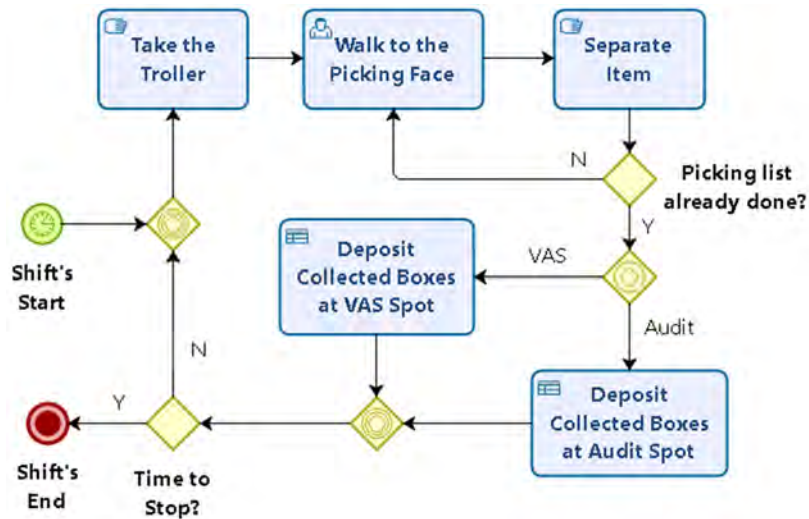 Take the
Troller
Walk to the
Picking Face
Separate
Item
N
Picking list
already done?
Y
Shift's
Start
Deposit
Collected Boxes
at VAS Spot
VAS
Audit
N
Y
Deposit
Collected Boxes
at Audit Spot
Shift's
End
Time to
Stop?